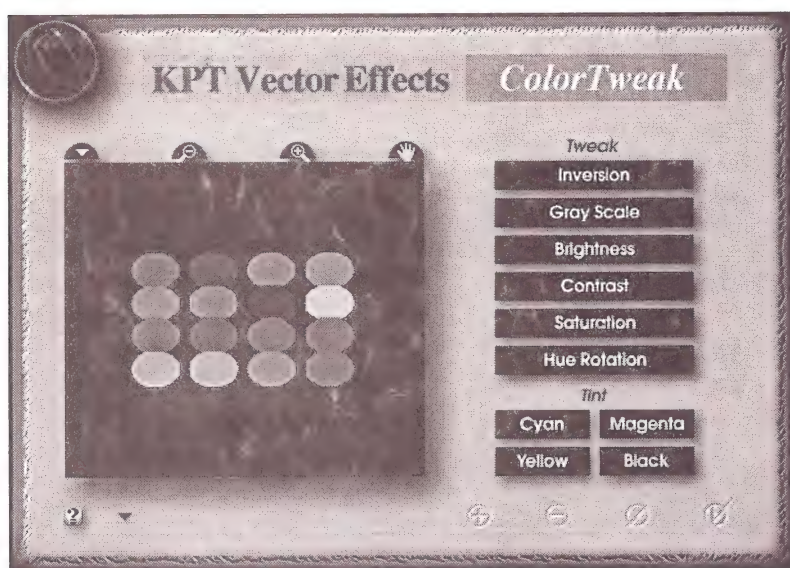 KPT Vector Effects ColorTweak
Tweak
Inversion
Gray Scale
Brightness
Contrast
Saturation
Hue Rotation
Tint
Cyan Magenta
Yellow Black
?